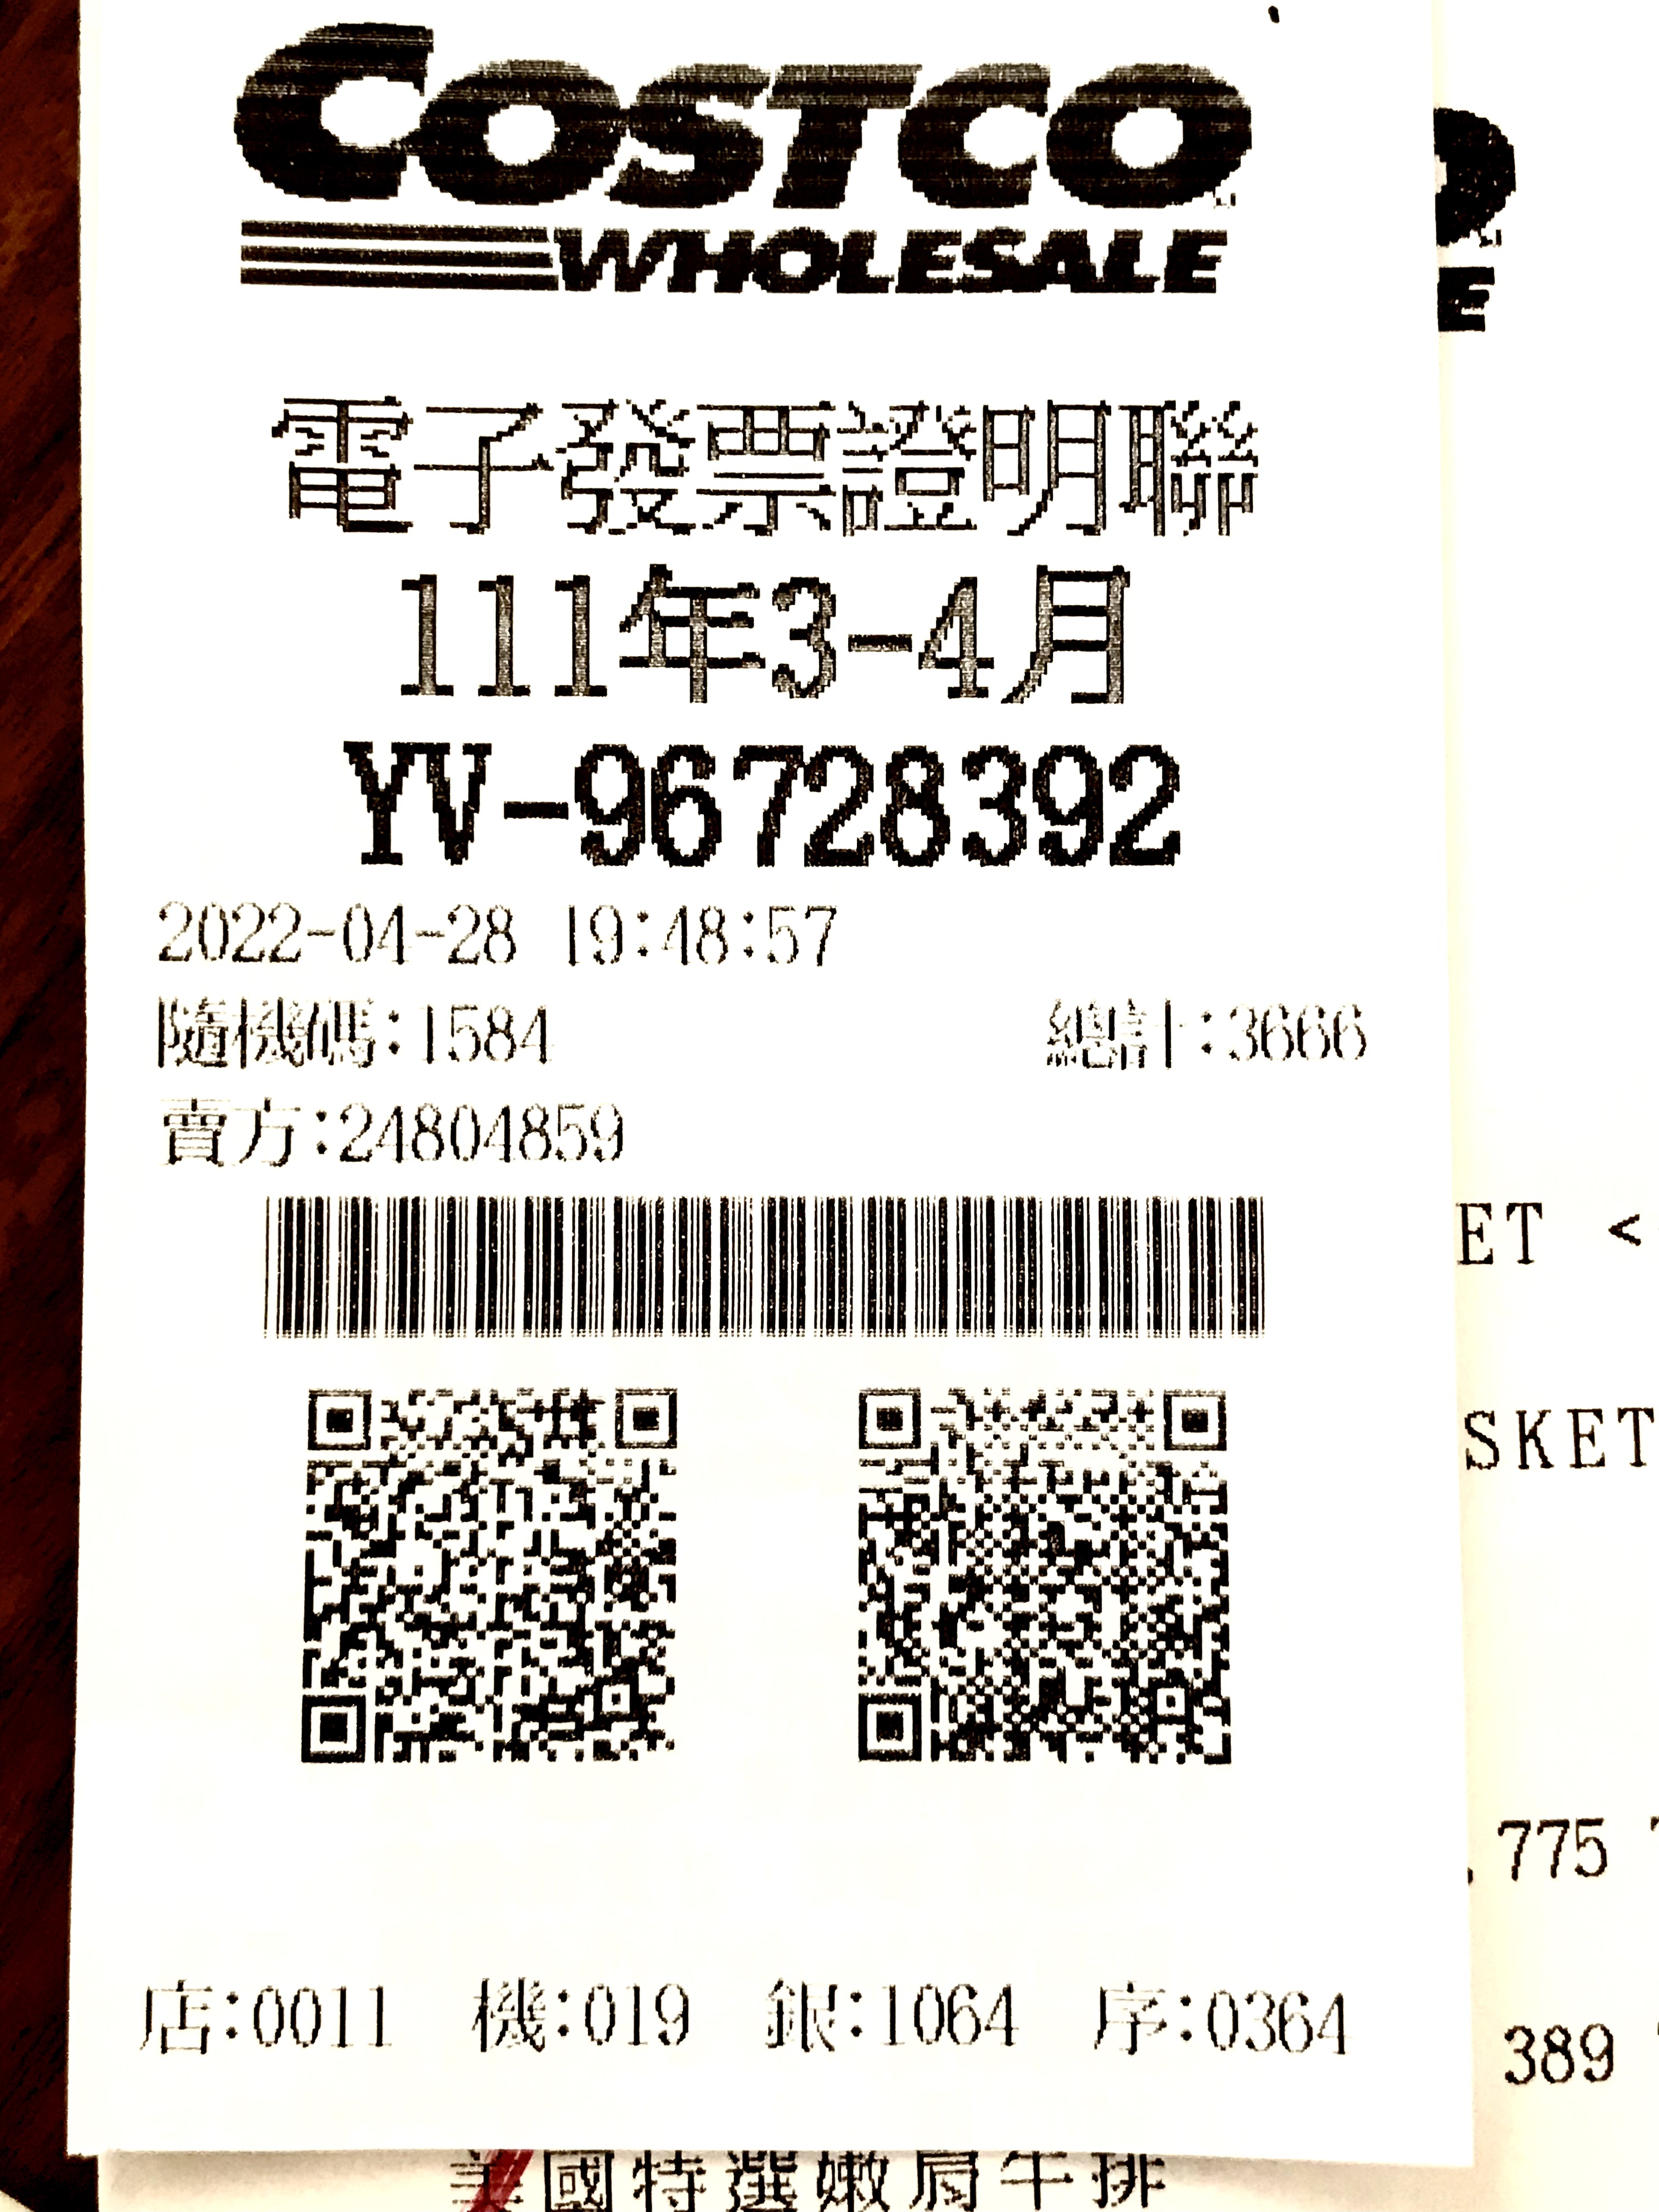 COSTCO
WHOLESALE
電子發票證明聯
111年3-4月
YV-96728392
2022-04-28 19:48:57
隨機碼:1584 總計:3666
賣方:24804859
店:0011 機:019 銀:1064 序:0364
E
ET <
SKET
,775
389
美國特選嫩肩牛排